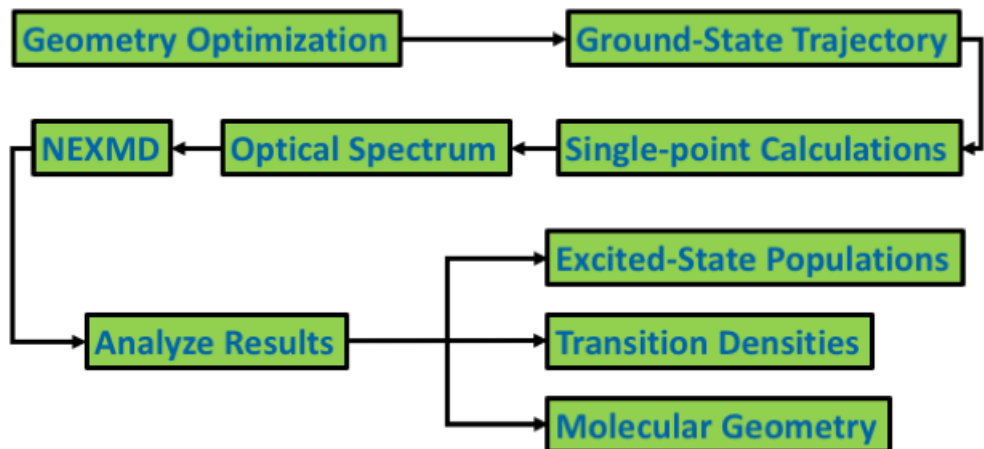 Geometry Optimization
Ground-State Trajectory
Single-point Calculations
Optical Spectrum
NEXMD
Analyze Results
Excited-State Populations
Transition Densities
Molecular Geometry